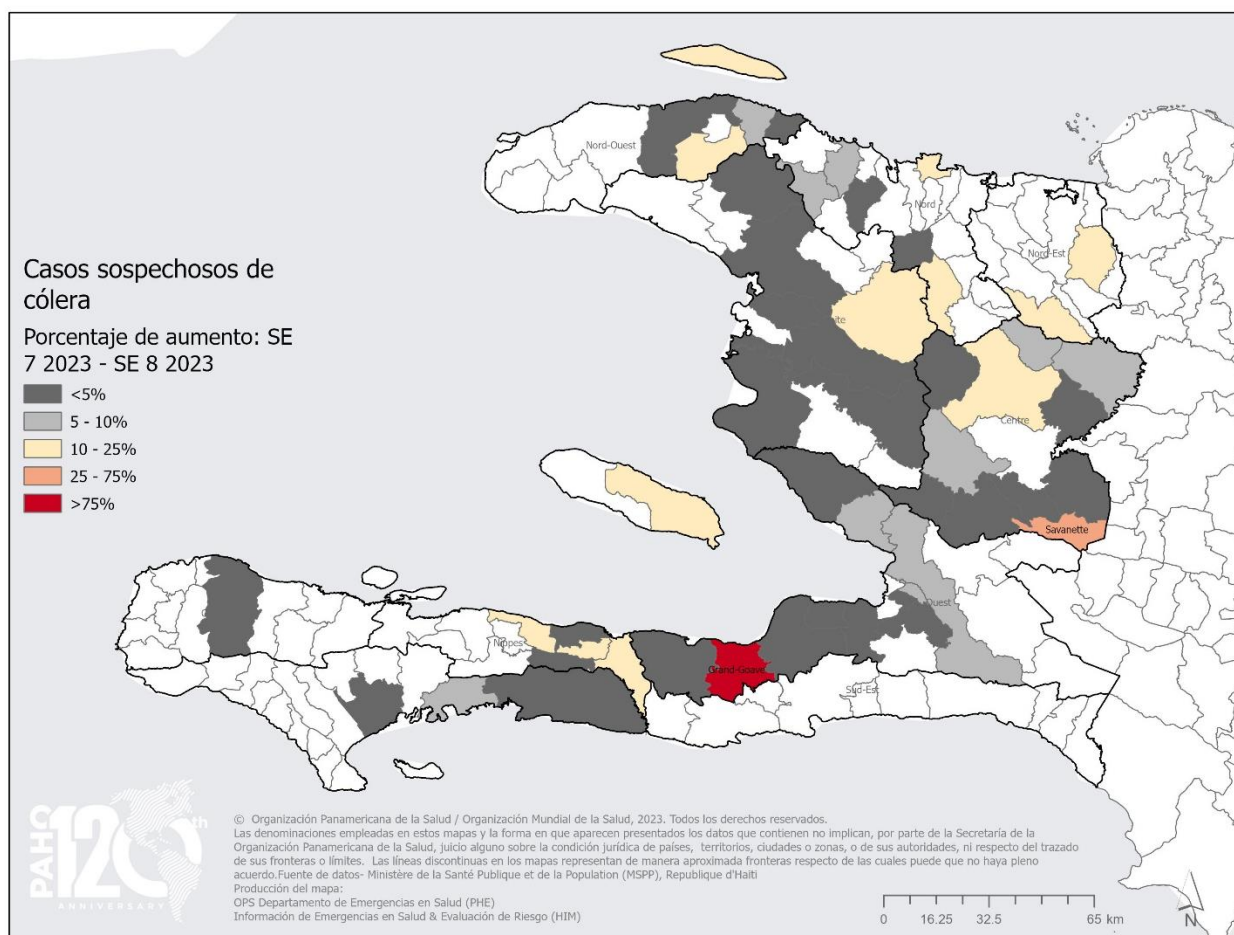 Nord-Ouest
Nord
Nord-Est
Casos sospechosos de
cólera
Porcentaje de aumento: SE
7 2023 - SE 8 2023
<5%
5 - 10%
10 - 25%
25 - 75%
>75%
Centre
Savanette
Ouest
Nippes
Grand-Goave
Sud-Est
PAHO
120th
ANNIVERSARY
© Organización Panamericana de la Salud / Organización Mundial de la Salud, 2023. Todos los derechos reservados.
Las denominaciones empleadas en estos mapas y la forma en que aparecen presentados los datos que contienen no implican, por parte de la Secretaría de la
Organización Panamericana de la Salud, juicio alguno sobre la condición jurídica de países, territorios, ciudades o zonas, o de sus autoridades, ni respecto del trazado
de sus fronteras o límites. Las líneas discontinuas en los mapas representan de manera aproximada fronteras respecto de las cuales puede que no haya pleno
acuerdo.Fuente de datos- Ministère de la Santé Publique et de la Population (MSPP), Republique d'Haiti
Producción del mapa:
OPS Departamento de Emergencias en Salud (PHE)
Información de Emergencias en Salud & Evaluación de Riesgo (HIM)
0 16.25 32.5 65 km
N